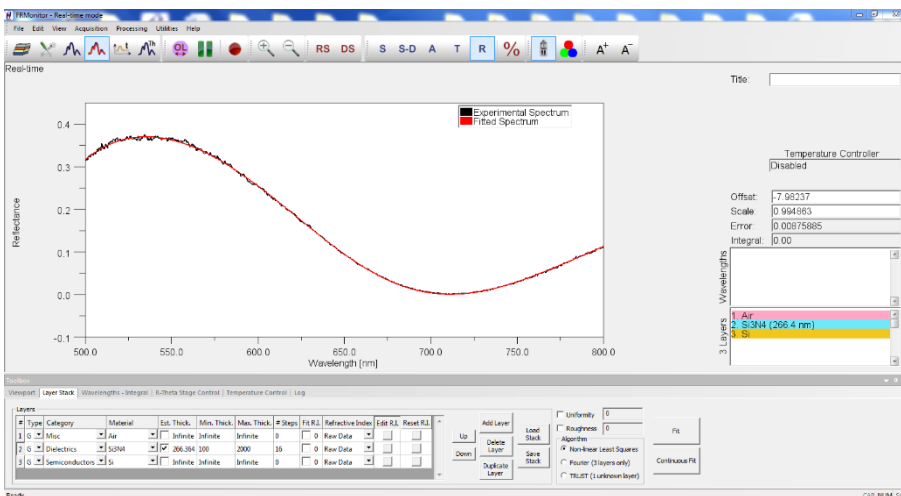 FRMonitor - Real-time mode
File Edit View Acquisition Processing Utilities Help
OL RS DS S S-D A T R % A+ A-
Real-time
Title:
Experimental Spectrum
Fitted Spectrum
0.4
0.3
0.2
0.1
0.0
-0.1
Reflectance
500.0 550.0 600.0 650.0 700.0 750.0 800.0
Wavelength [nm]
Temperature Controller
Disabled
Offset: -7.98237
Scale 0.994863
Error 0.00875885
Integral: 0.00
Wavelengths
3 Layers
1. Air
2. Si3N4 (266.4 nm)
3. Si
Toolbox
Viewport Layer Stack Wavelengths - Integral R-Theta Stage Control Temperature Control Log
Layers
# Type Category Material Est. Thick. Min. Thick. Max. Thick. # Steps Fit R.I. Refractive Index Edit R.I. Reset R.I.
1 G Misc Air Infinite Infinite Infinite 0 0 Raw Data
2 G Dielectrics Si3N4 266.364 100 2000 16 0 Raw Data
3 G Semiconductors Si Infinite Infinite Infinite 0 0 Raw Data
Up
Down
Add Layer
Delete Layer
Duplicate Layer
Load Stack
Save Stack
Uniformity 0
Roughness 0
Algorithm
Non-linear Least Squares
Fourier (3 layers only)
TRUST (1 unknown layer)
Fit
Continuous Fit
Ready
CAP NUM